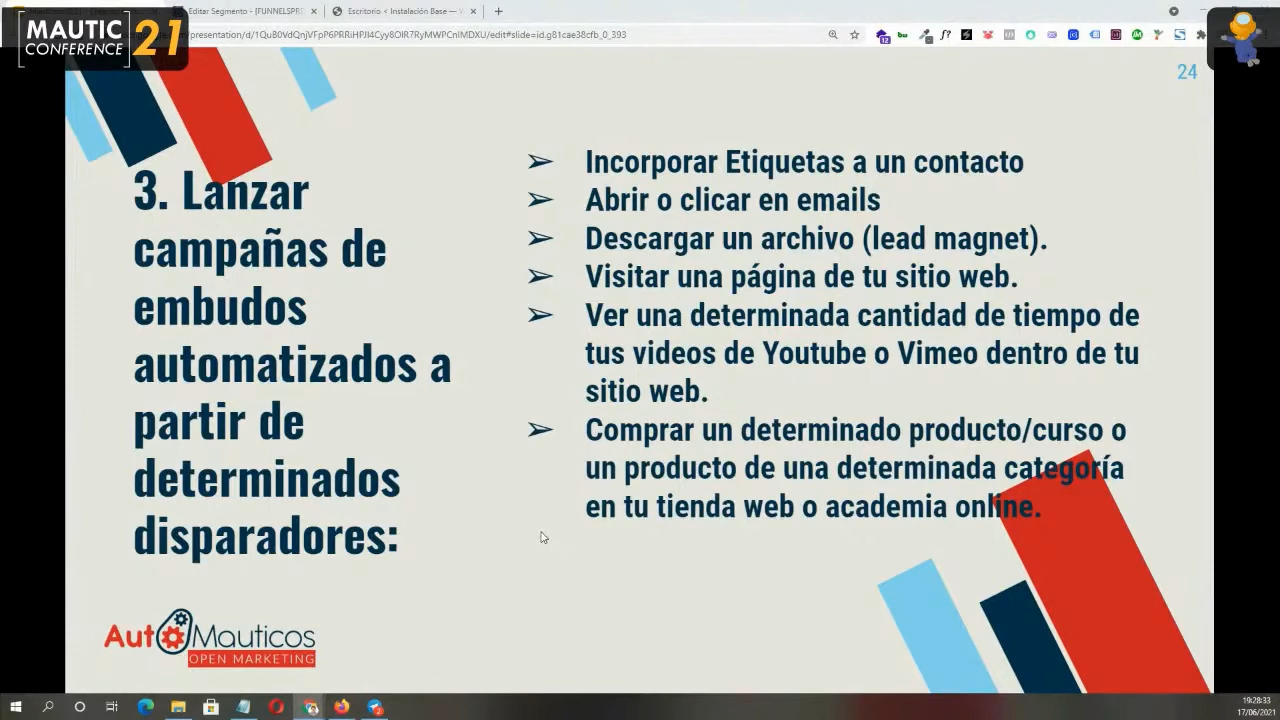 MAUTIC
CONFERENCE
21
Editar Segmento - [FUNNELSPR
Escritorio < Instalación Base —
24
3. Lanzar
campañas de
embudos
automatizados a
partir de
determinados
disparadores:
➢ Incorporar Etiquetas a un contacto
➢ Abrir o clicar en emails
➢ Descargar un archivo (lead magnet).
➢ Visitar una página de tu sitio web.
➢ Ver una determinada cantidad de tiempo de
tus videos de Youtube o Vimeo dentro de tu
sitio web.
➢ Comprar un determinado producto/curso o
un producto de una determinada categoría
en tu tienda web o academia online.
AutoMauticos
OPEN MARKETING
19:28:33
17/06/2021